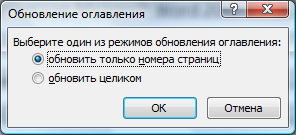 Обновление оглавления
Выберите один из режимов обновления оглавления:
обновить только номера страниц
обновить целиком
ОК
Отмена